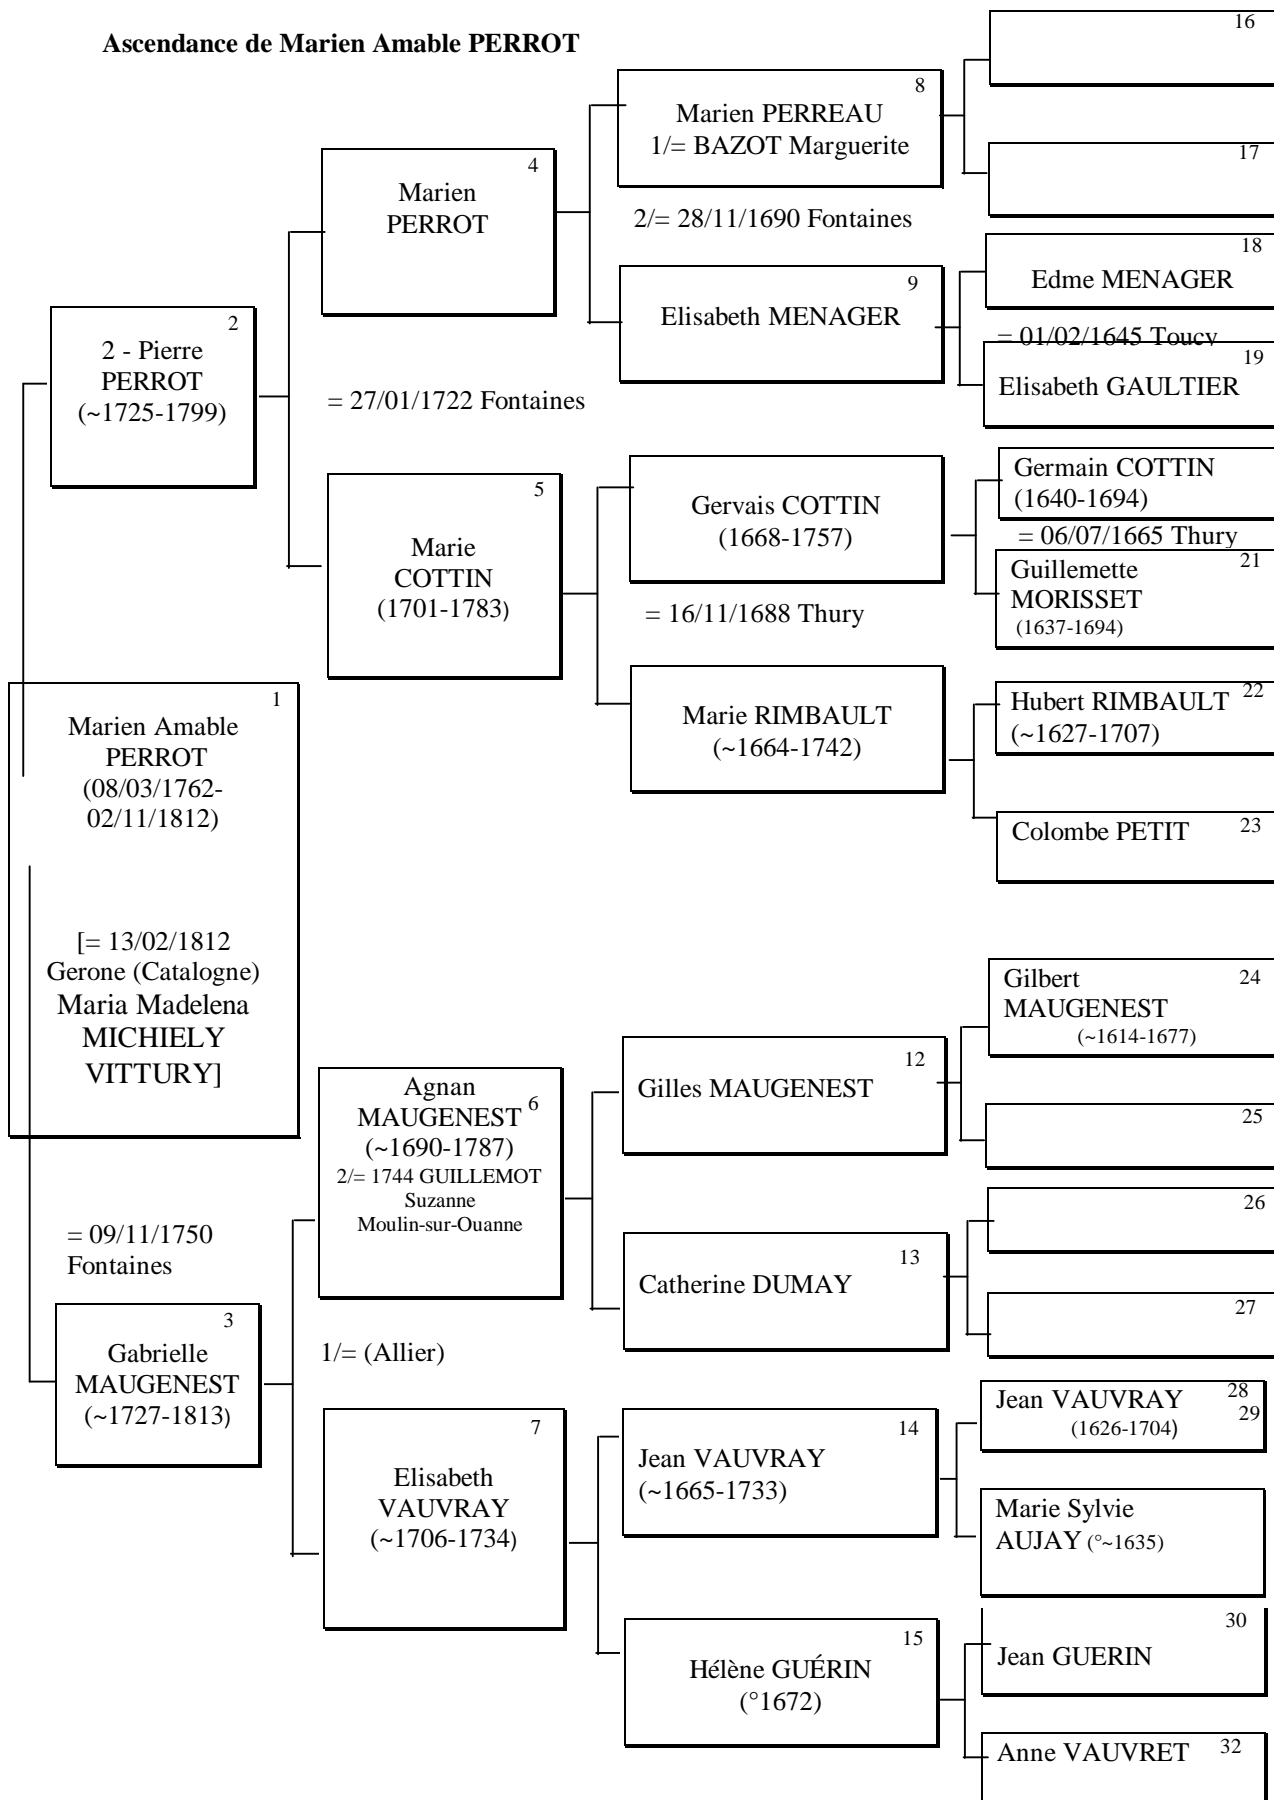 Ascendance de Marien Amable PERROT
16
8
Marien PERREAU
1/= BAZOT Marguerite
17
4
Marien
PERROT
2/= 28/11/1690 Fontaines
18
Edme MENAGER
9
Elisabeth MENAGER
= 01/02/1645 Toucy
19
Elisabeth GAULTIER
2
2 - Pierre
PERROT
(~1725-1799)
= 27/01/1722 Fontaines
Germain COTTIN
(1640-1694)
5
Marie
COTTIN
(1701-1783)
Gervais COTTIN
(1668-1757)
= 06/07/1665 Thury
21
Guillemette
MORISSET
(1637-1694)
= 16/11/1688 Thury
1
Marien Amable
PERROT
(08/03/1762-
02/11/1812)
[= 13/02/1812
Gerone (Catalogne)
Maria Madelena
MICHIELY
VITTURY]
Marie RIMBAULT
(~1664-1742)
Hubert RIMBAULT 22
(~1627-1707)
Colombe PETIT 23
Gilbert 24
MAUGENEST
(~1614-1677)
12
Gilles MAUGENEST
Agnan
MAUGENEST 6
(~1690-1787)
2/= 1744 GUILLEMOT
Suzanne
Moulin-sur-Ouanne
25
26
= 09/11/1750
Fontaines
13
Catherine DUMAY
27
3
Gabrielle
MAUGENEST
(~1727-1813)
1/= (Allier)
Jean VAUVRAY 28
29
(1626-1704)
7
Elisabeth
VAUVRAY
(~1706-1734)
14
Jean VAUVRAY
(~1665-1733)
Marie Sylvie
AUJAY (°~1635)
30
Jean GUERIN
15
Hélène GUÉRIN
(°1672)
Anne VAUVRET 32